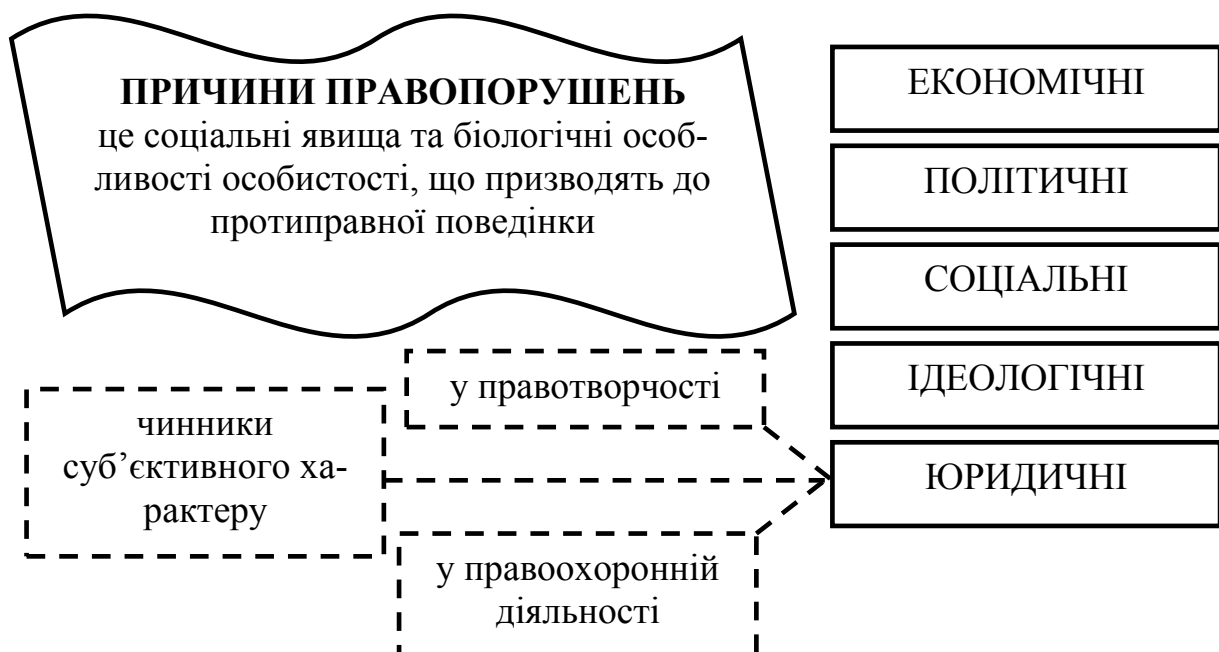 ПРИЧИНИ ПРАВОПОРУШЕНЬ
це соціальні явища та біологічні особ-
ливості особистості, що призводять до
протиправної поведінки
ЕКОНОМІЧНІ
ПОЛІТИЧНІ
СОЦІАЛЬНІ
ІДЕОЛОГІЧНІ
ЮРИДИЧНІ
у правотворчості
чинники
суб’єктивного ха-
рактеру
у правоохоронній
діяльності